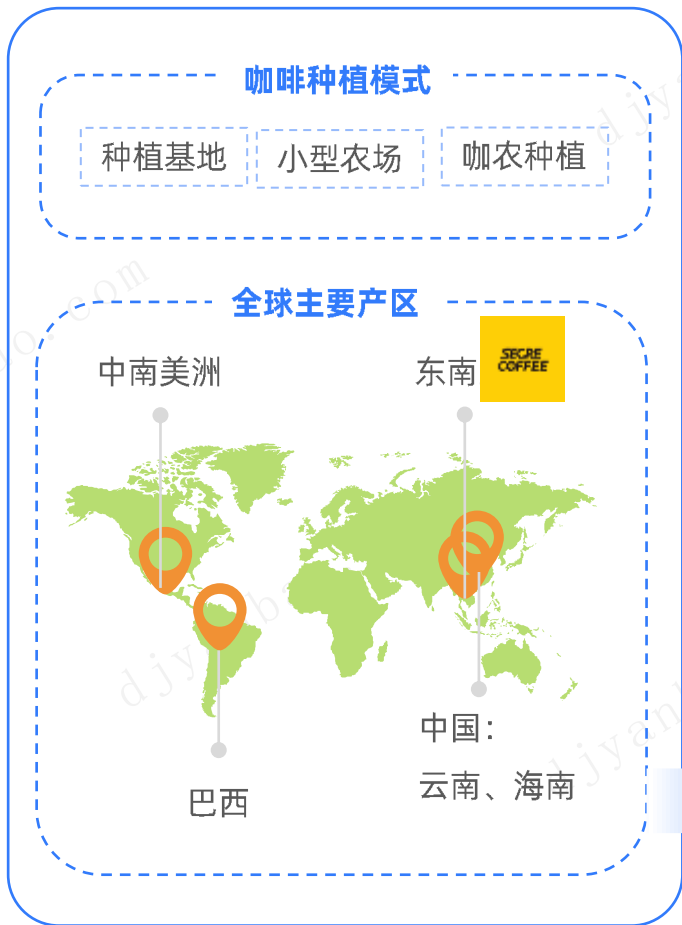 咖啡种植模式
种植基地 小型农场 咖农种植
全球主要产区
SECRE
COFFEE
中南美洲 东南
巴西
中国：
云南、海南